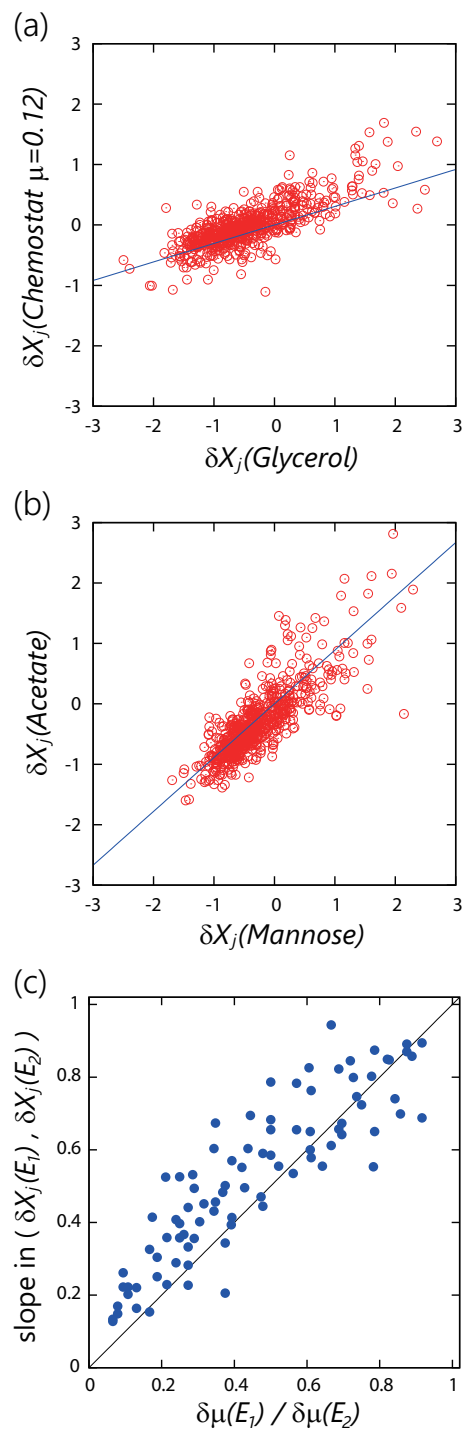 (a)
3
2
1
0
-1
-2
-3
-3 -2 -1 0 1 2 3
δXj(Chemostat μ=0.12)
δXj(Glycerol)
(b)
3
2
1
0
-1
-2
-3
-3 -2 -1 0 1 2 3
δXj(Acetate)
δXj(Mannose)
(c)
1
0.8
0.6
0.4
0.2
0
0 0.2 0.4 0.6 0.8 1
slope in ( δXj(E1) , δXj(E2) )
δμ(E1) / δμ(E2)